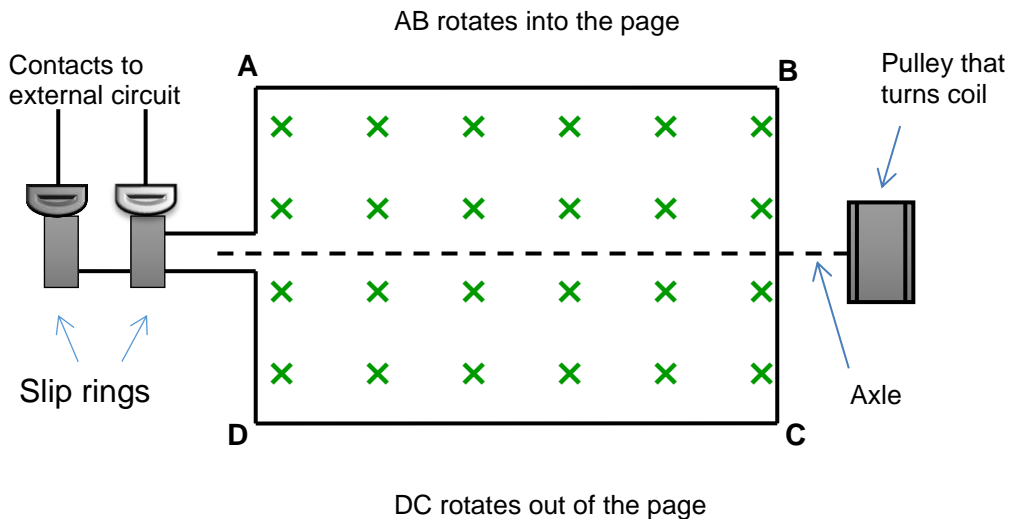 AB rotates into the page
Contacts to
external circuit
A
B
Pulley that
turns coil
Slip rings
Axle
D
C
DC rotates out of the page